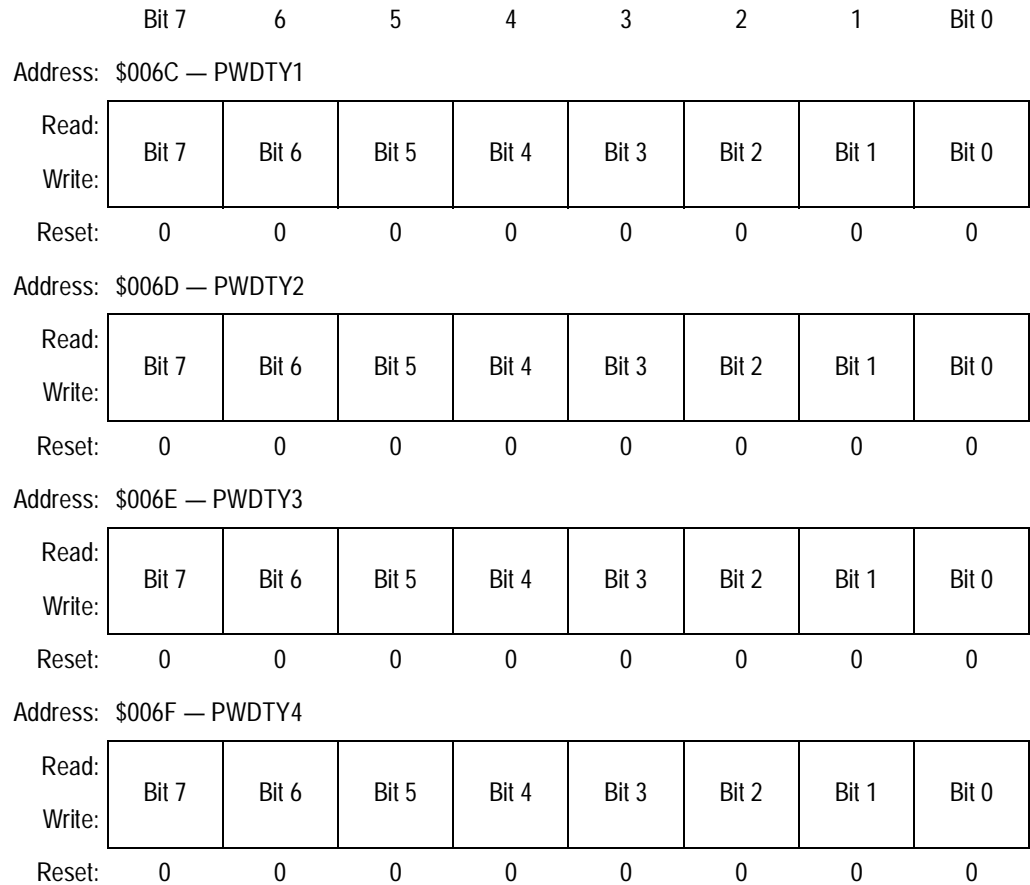 Bit 7 6 5 4 3 2 1 Bit 0
Address: $006C — PWDTY1
Read:
Bit 7 Bit 6 Bit 5 Bit 4 Bit 3 Bit 2 Bit 1 Bit 0
Write:
Reset: 0 0 0 0 0 0 0 0
Address: $006D — PWDTY2
Read:
Bit 7 Bit 6 Bit 5 Bit 4 Bit 3 Bit 2 Bit 1 Bit 0
Write:
Reset: 0 0 0 0 0 0 0 0
Address: $006E — PWDTY3
Read:
Bit 7 Bit 6 Bit 5 Bit 4 Bit 3 Bit 2 Bit 1 Bit 0
Write:
Reset: 0 0 0 0 0 0 0 0
Address: $006F — PWDTY4
Read:
Bit 7 Bit 6 Bit 5 Bit 4 Bit 3 Bit 2 Bit 1 Bit 0
Write:
Reset: 0 0 0 0 0 0 0 0